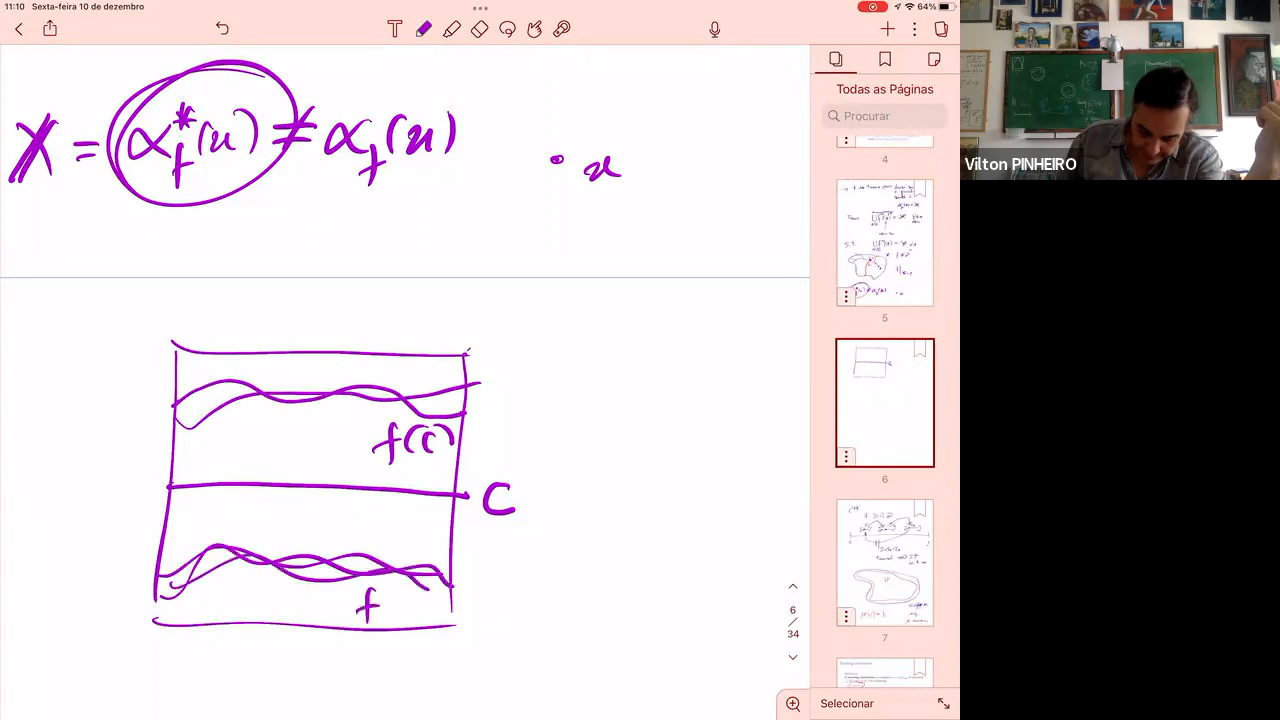 11:10 Sexta-feira 10 de dezembro
64%
Todas as Páginas
Procurar
4
5
6
7
X = α*f(x) ≠ αf(x)
. x
f(c)
C
f
6
/
34
Selecionar
Vilton PINHEIRO